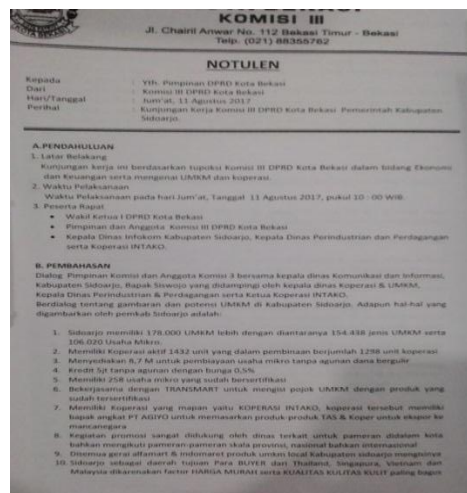 KOMISI III
Jl. Chairil Anwar No. 112 Bekasi Timur - Bekasi
Telp. (021) 88355762
NOTULEN
Kepada : Yth. Pimpinan DPRD Kota Bekasi
Dari : Komisi III DPRD Kota Bekasi
Hari/Tanggal : Jum'at, 11 Agustus 2017
Perihal : Kunjungan Kerja Komisi III DPRD Kota Bekasi Pemerintah Kabupaten
Sidoarjo.
A.PENDAHULUAN
1. Latar Belakang
Kunjungan kerja ini berdasarkan tupoksi Komisi III DPRD Kota Bekasi dalam bidang Ekonomi
dan Keuangan serta mengenai UMKM dan koperasi.
2. Waktu Pelaksanaan
Waktu Pelaksanaan pada hari Jum'at, Tanggal 11 Agustus 2017, pukul 10 : 00 WIB
3. Peserta Rapat
• Wakil Ketua I DPRD Kota Bekasi
• Pimpinan dan Anggota Komisi III DPRD Kota Bekasi
• Kepala Dinas Infokom Kabupaten Sidoarjo, Kepala Dinas Perindustrian dan Perdagangan
serta Koperasi INTAKO.
B. PEMBAHASAN
Dialog Pimpinan Komisi dan Anggota Komisi 3 bersama kepala dinas Komunikasi dan Informasi,
Kabupaten Sidoarjo, Bapak Siswojo yang didampingi oleh kepala dinas Koperasi & UMKM,
Kepala Dinas Perindustrian & Perdagangan serta Ketua Koperasi INTAKO.
Berdialog tentang gambaran dan potensi UMKM di Kabupaten Sidoarjo. Adapun hal-hal yang
digambarkan oleh pemkab Sidoarjo adalah:
1. Sidoarjo memiliki 178.000 UMKM lebih dengan diantaranya 154.438 jenis UMKM serta
106.020 Usaha Mikro.
2. Memiliki Koperasi aktif 1432 unit yang dalam pembinaan berjumlah 1298 unit koperasi
3. Menyediakan 8,7 M untuk pembiayaan usaha mikro tanpa agunan dana bergulir
4. Kredit 5jt tanpa agunan dengan bunga 0,5%
5. Memiliki 258 usaha mikro yang sudah bersertifikasi
6. Bekerjasama dengan TRANSMART untuk mengisi pojok UMKM dengan produk yang
sudah tersertifikasi
7. Memiliki Koperasi yang mapan yaitu KOPERASI INTAKO, koperasi tersebut memiliki
bapak angkat PT AGIYO untuk memasarkan produk-produk TAS & Koper untuk ekspor ke
mancanegara
8. Kegiatan promosi sangat didukung oleh dinas terkait untuk pameran didalam kota
bahkan mengikuti pameran-pameran skala provinsi, nasional bahkan internasional
9. Disemua gerai alfamart & indomaret produk umkm local Kabupaten sidoarjo mengisinya
10. Sidoarjo sebagai daerah tujuan Para BUYER dari Thailand, Singapura, Vietnam dan
Malaysia dikarenakan factor HARGA MURAH serta KUALITAS KULITAS KULIT paling bagus